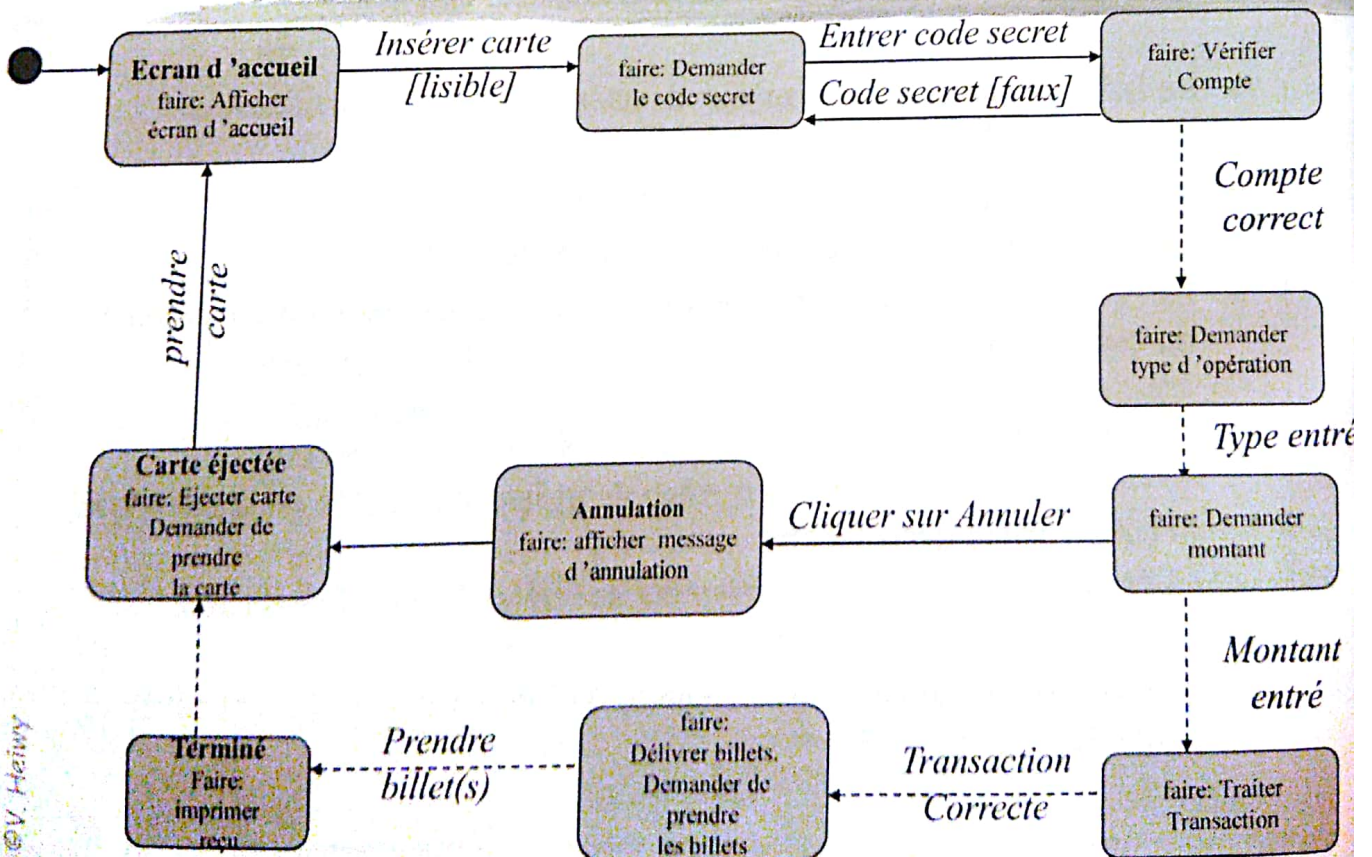 Ecran d 'accueil
faire: Afficher
écran d 'accueil
Insérer carte
[lisible]
faire: Demander
le code secret
Entrer code secret
Code secret [faux]
faire: Vérifier
Compte
Compte
correct
faire: Demander
type d 'opération
Type entré
faire: Demander
montant
Cliquer sur Annuler
Annulation
faire: afficher message
d 'annulation
Carte éjectée
faire: Ejecter carte
Demander de
prendre
la carte
prendre
carte
Montant
entré
faire: Traiter
Transaction
Transaction
Correcte
faire:
Délivrer billets.
Demander de
prendre
les billets
Prendre
billet(s)
Terminé
Faire:
imprimer
reçu
©V. Heiwy